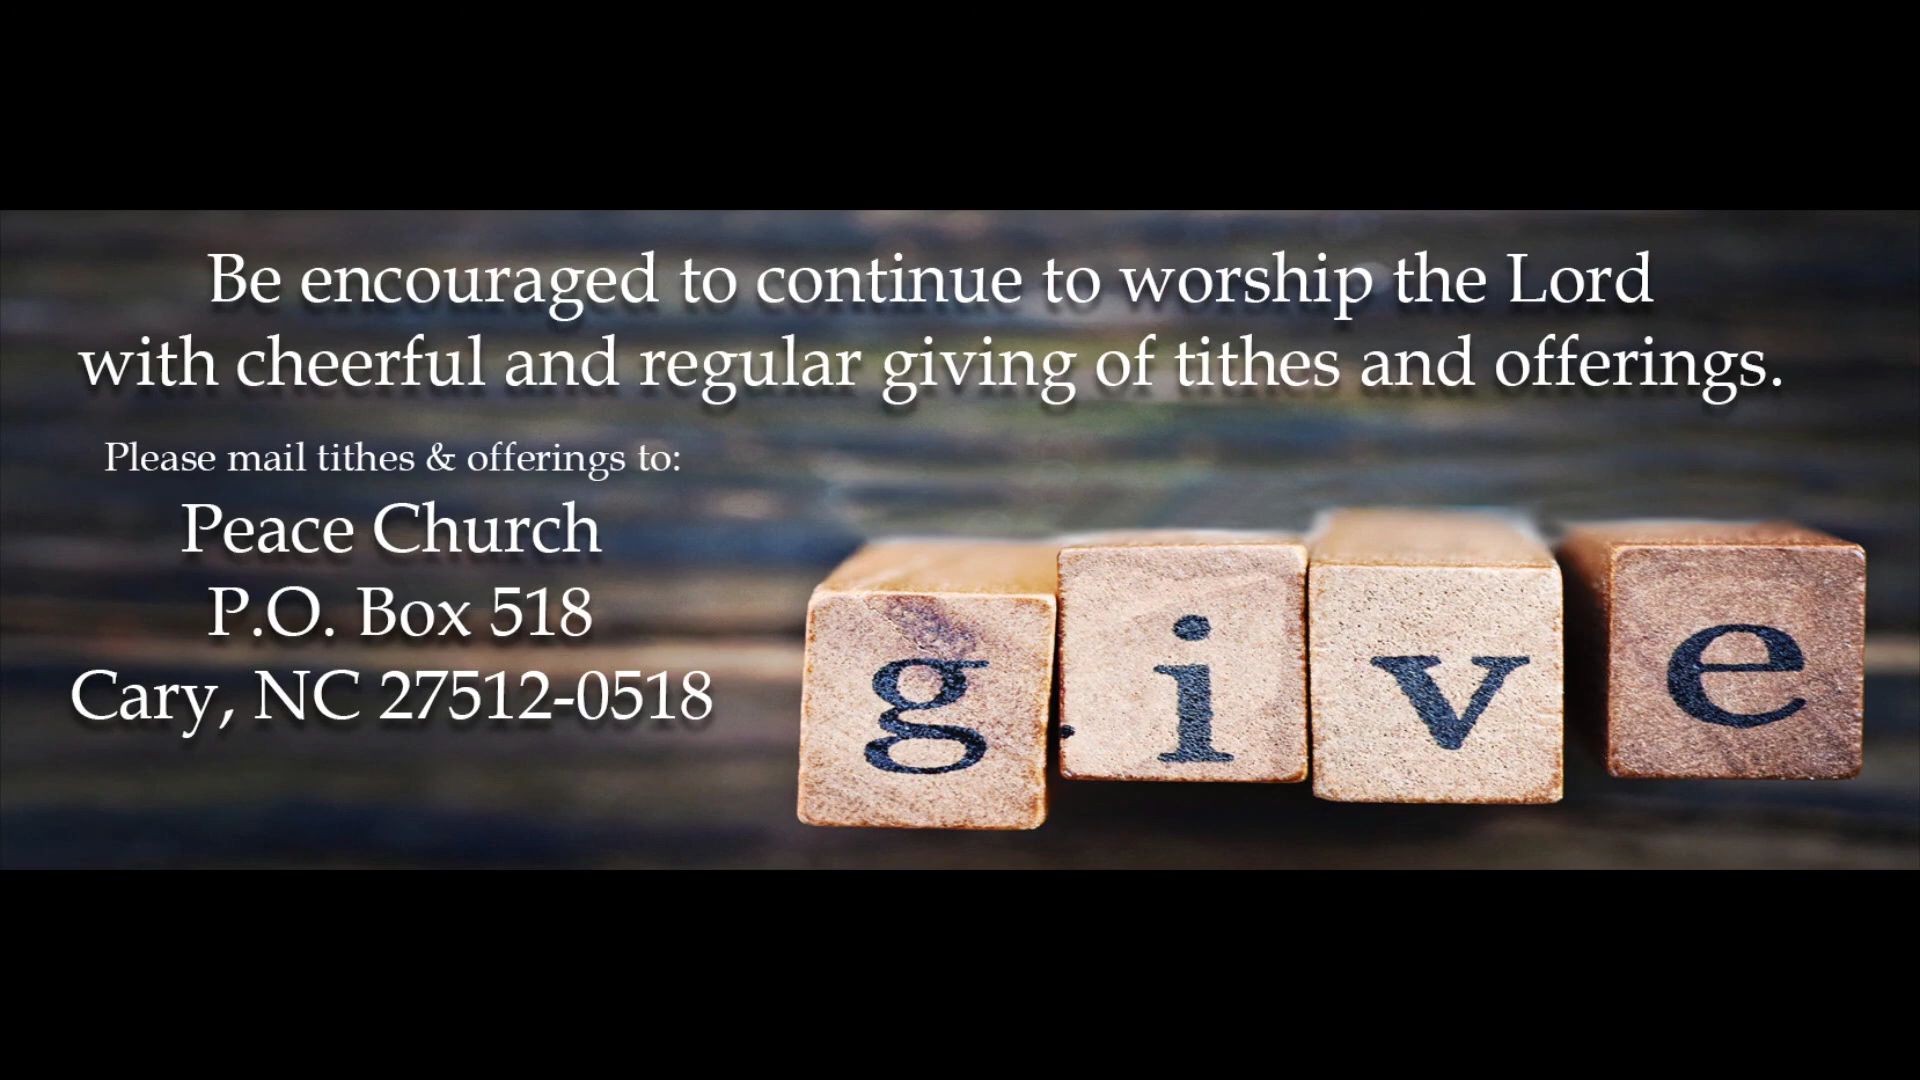 Be encouraged to continue to worship the Lord
with cheerful and regular giving of tithes and offerings.
Please mail tithes & offerings to:
Peace Church
P.O. Box 518
Cary, NC 27512-0518
give